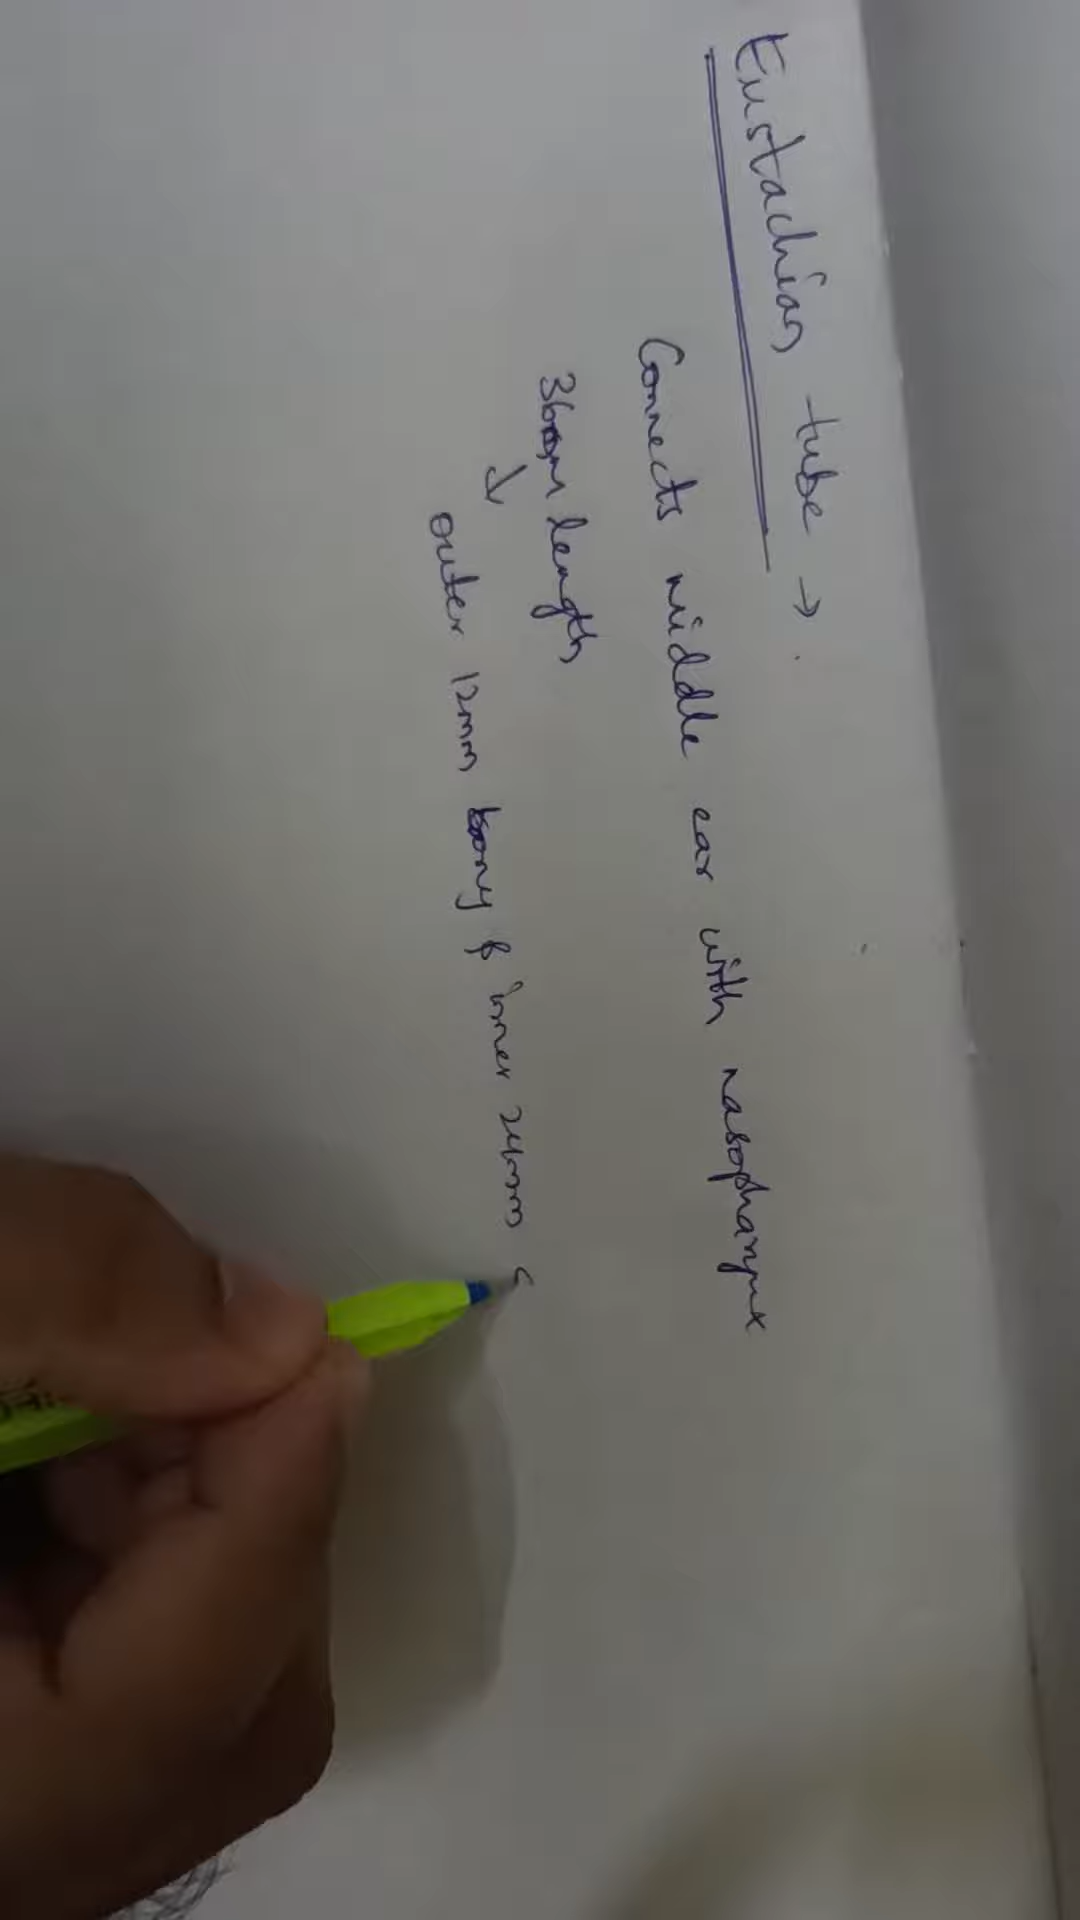 Eustachian tube →
Connects middle ear with nasopharynx
36mm length
↓
outer 12mm bony & inner 24mm c